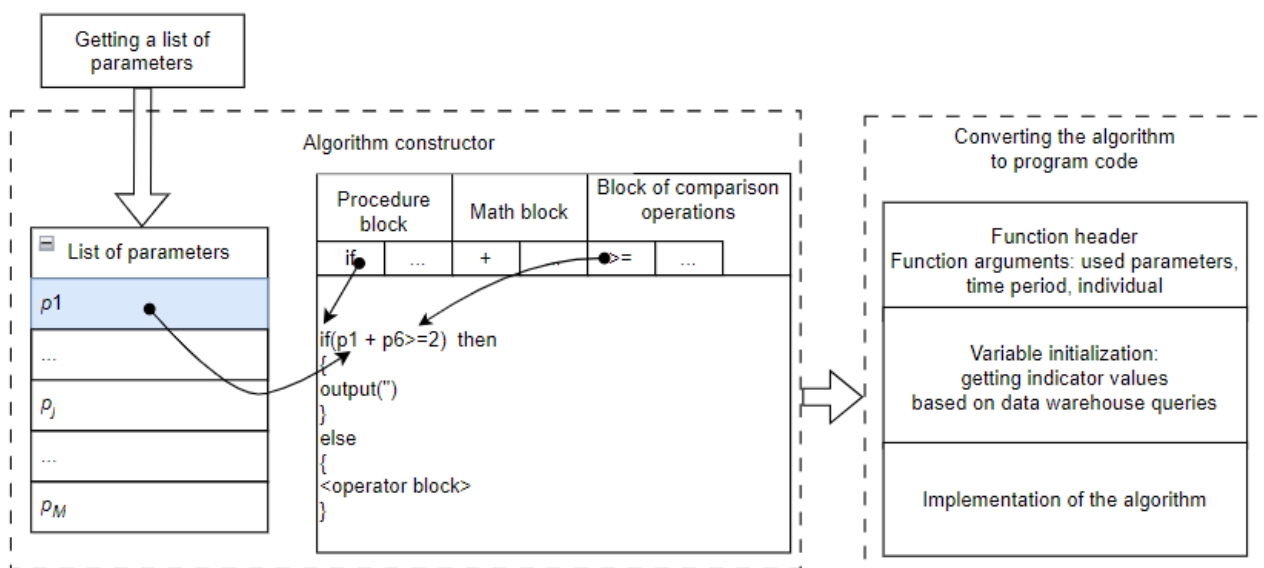 Getting a list of
parameters
Algorithm constructor
List of parameters
p1
...
pj
...
pM
Procedure
block
Math block
Block of comparison
operations
if
...
+
..
>=
...
if(p1 + p6>=2) then
{
output('')
}
else
{
<operator block>
}
Converting the algorithm
to program code
Function header
Function arguments: used parameters,
time period, individual
Variable initialization:
getting indicator values
based on data warehouse queries
Implementation of the algorithm